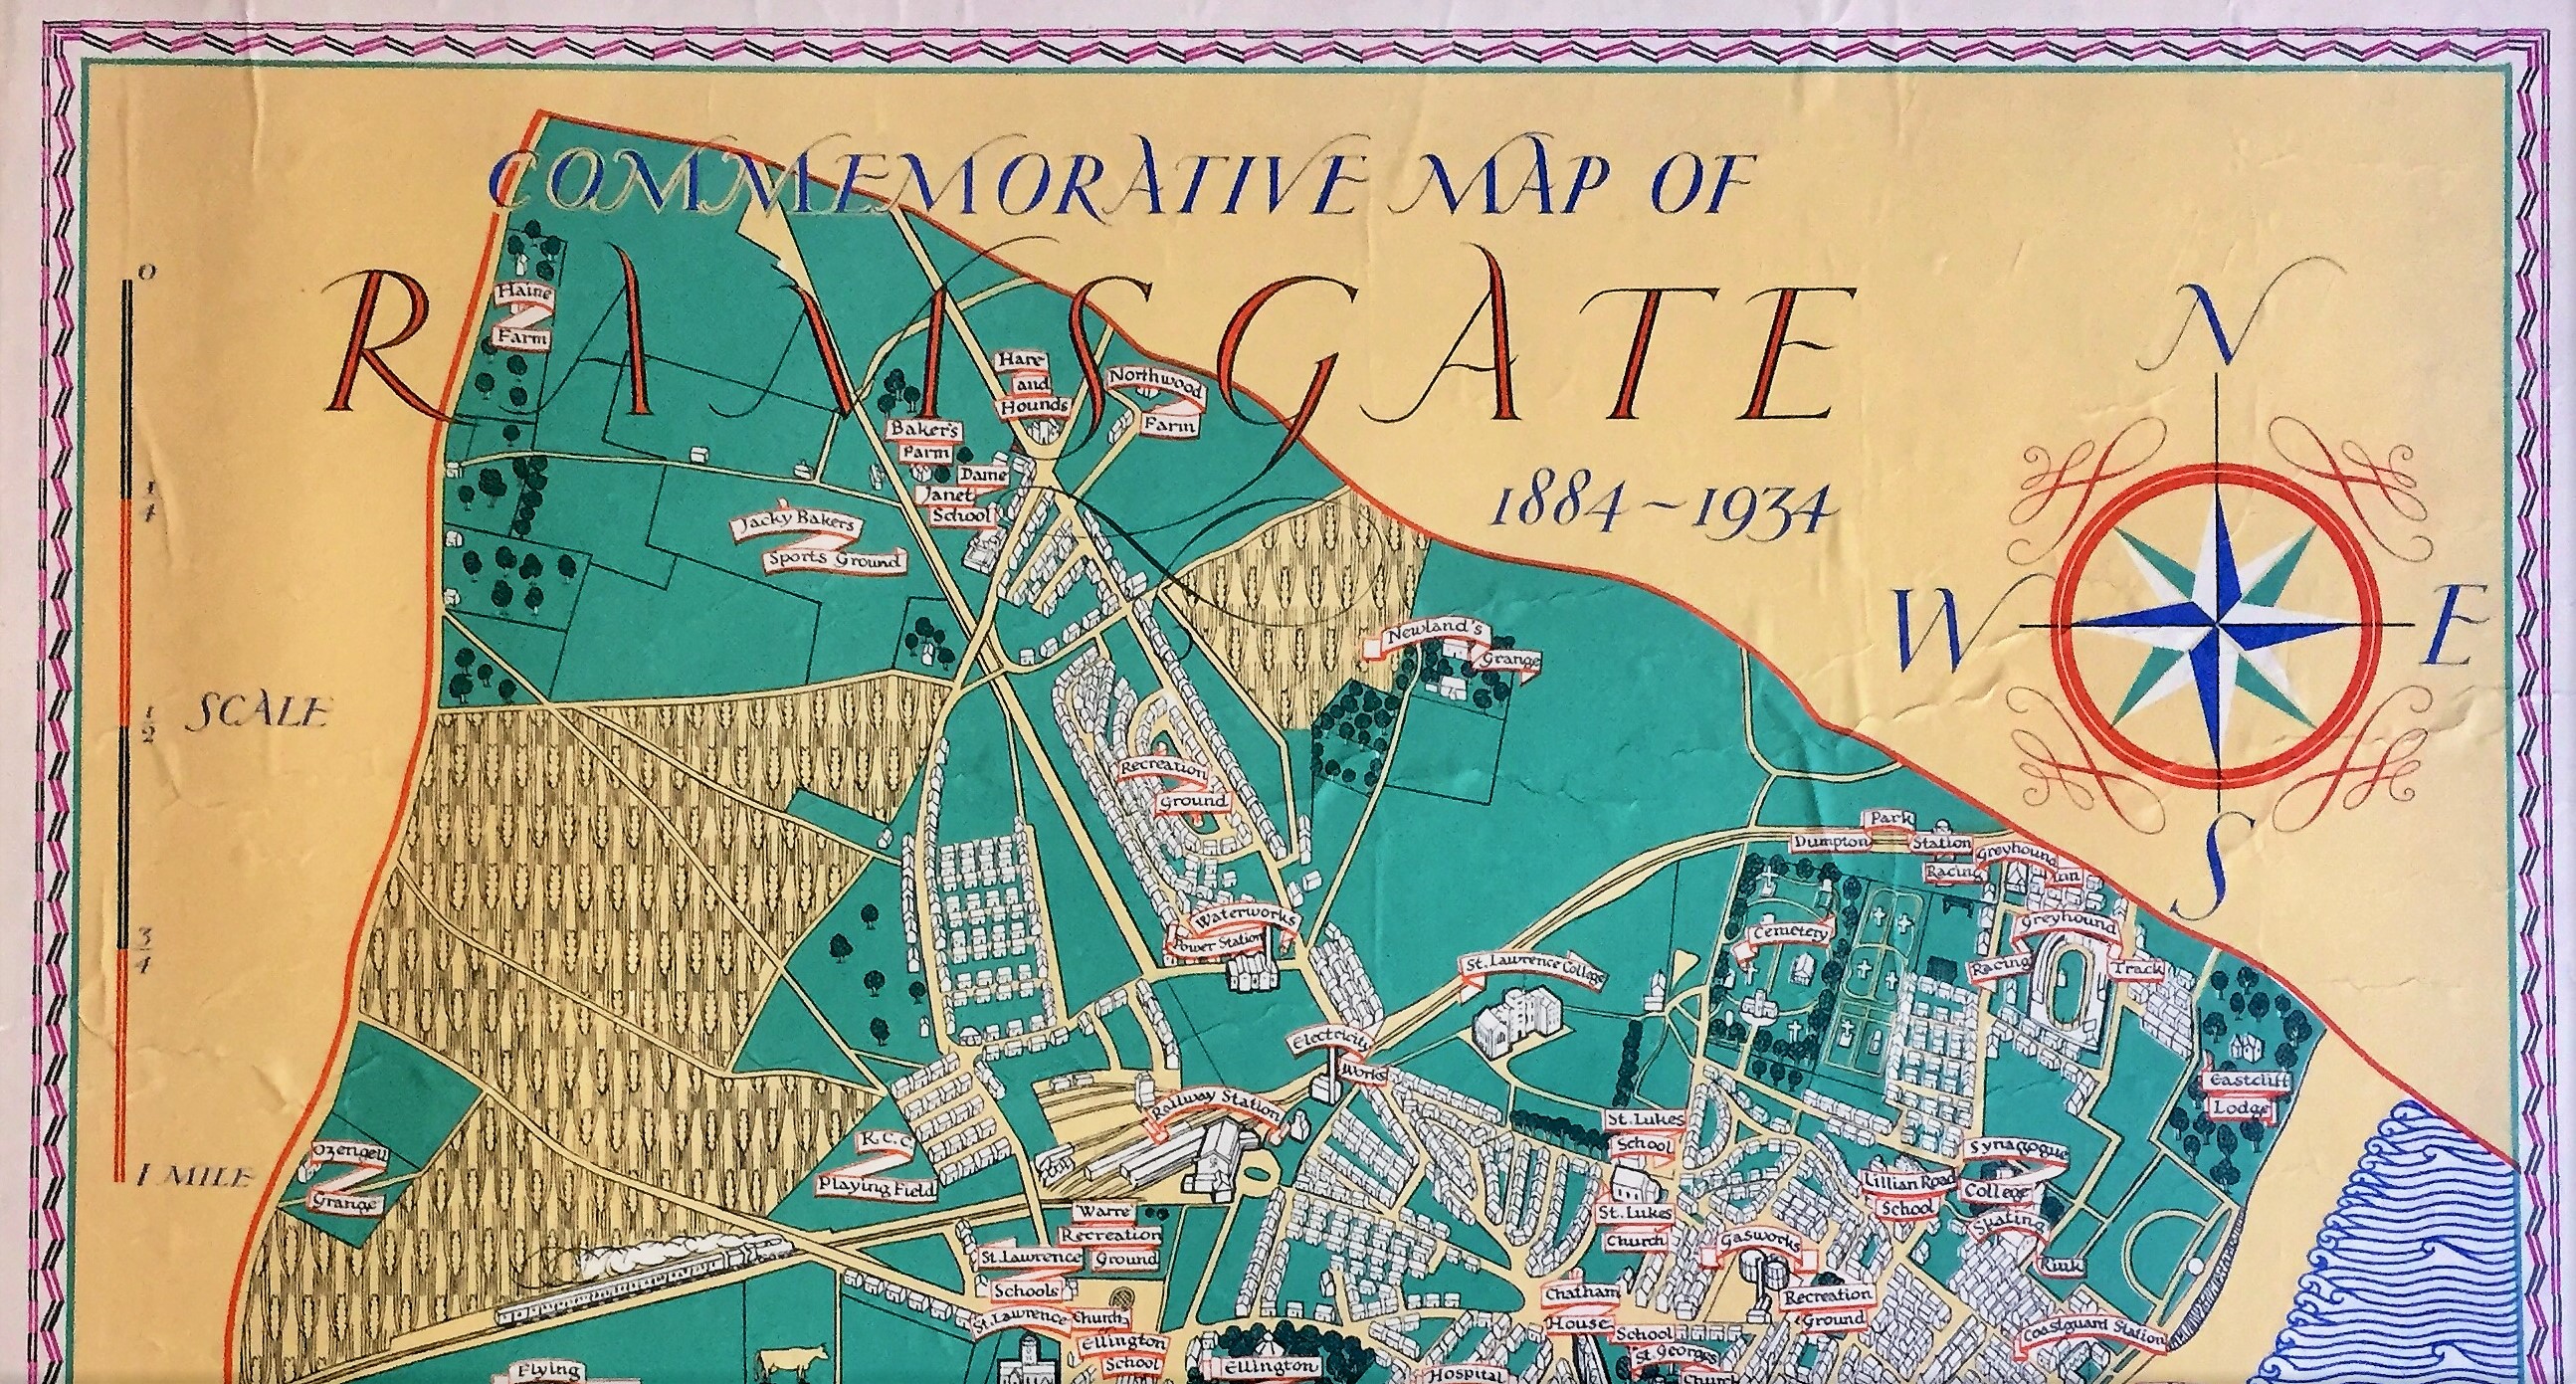 COMMEMORATIVE MAP OF
RAMSGATE
1884~1934
N
W
E
S
0
1/4
1/2
SCALE
3/4
1 MILE
Haine
Farm
Hare
and
Hounds
Northwood
Farm
Baker's
Farm
Dame
Janet
School
Jacky Bakers
Sports Ground
Newland's
Grange
Recreation
Ground
Waterworks
Power Station
Park
Dumpton
Station
Greyhound
Racing
Inn
Greyhound
Racing
Track
Cemetery
St. Lawrence College
Electricity
Works
Eastcliff
Lodge
Railway Station
St. Lukes
School
St. Lukes
Church
Synagogue
College
Lillian Road
School
Skating
Rink
R.C.C.
Playing Field
Ozengell
Grange
Warre
Recreation
Ground
St. Lawrence
Schools
St. Lawrence Church
Ellington
School
Gasworks
Recreation
Ground
Chatham
House
School
St. Georges
Church
Coastguard Station
Flying
Ellington
Hospital